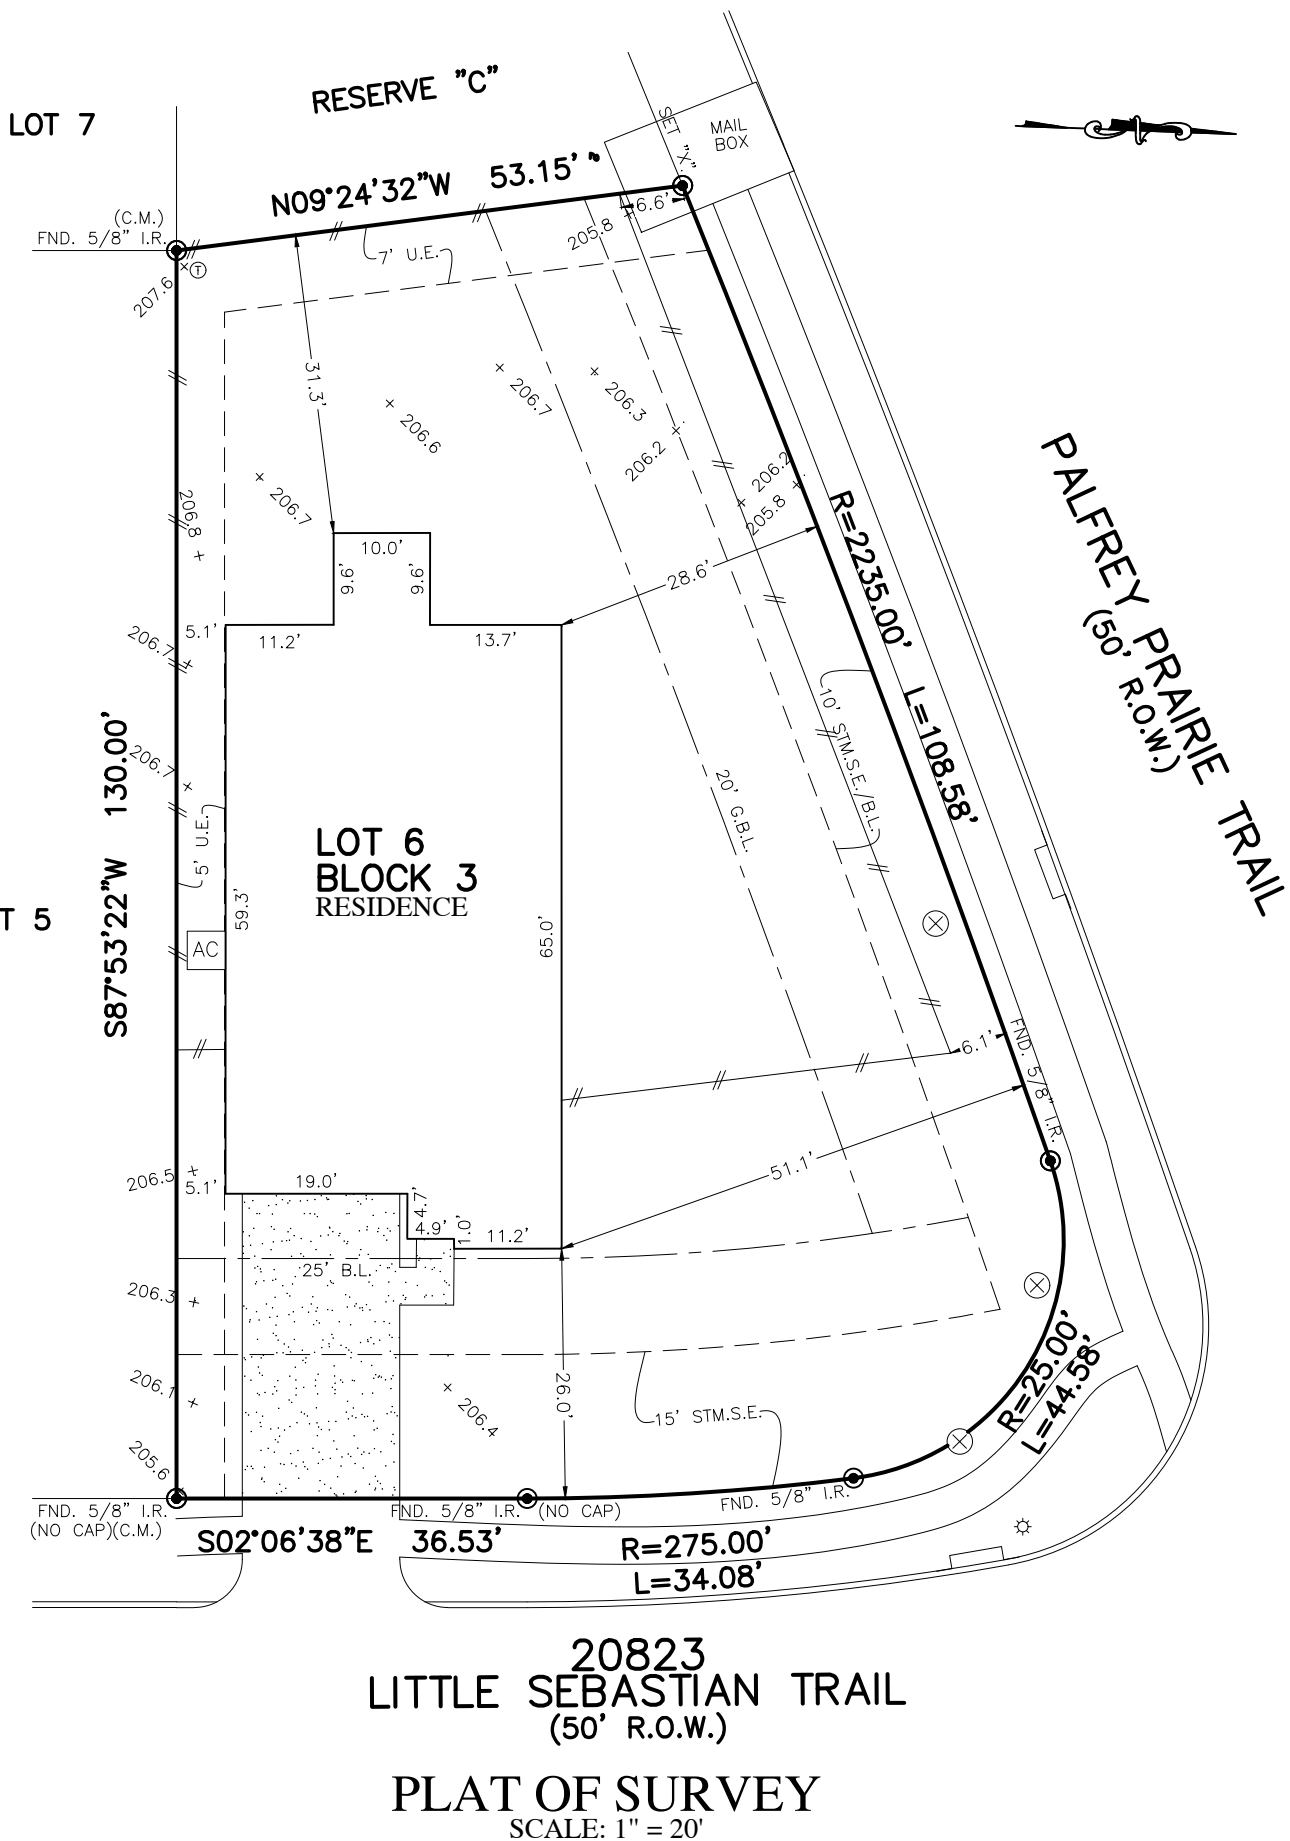 RESERVE "C"
LOT 7
MAIL
BOX
SET "X"
N09°24'32"W 53.15'
(C.M.)
FND. 5/8" I.R.
6.6'
205.8
7' U.E.
T
207.6
31.3'
206.7
206.3
206.6
206.2
206.2
205.8
206.7
206.8
PALFREY PRAIRIE TRAIL
(50' R.O.W.)
R=2235.00' L=108.58'
10.0'
9.6'
9.6'
28.6'
206.7
5.1'
11.2'
13.7'
10' STM.S.E./B.L.
206.7
20' G.B.L.
S87°53'22"W 130.00'
5' U.E.
LOT 6
BLOCK 3
RESIDENCE
59.3'
65.0'
T 5
AC
6.1'
FND. 5/8" I.R.
51.1'
206.5
5.1'
19.0'
4.7'
4.9'
1.0'
11.2'
25' B.L.
206.3
R=25.00'
L=44.58'
206.1
206.4
26.0'
15' STM.S.E.
205.6
FND. 5/8" I.R.
(NO CAP)(C.M.)
FND. 5/8" I.R. (NO CAP)
FND. 5/8" I.R.
S02°06'38"E 36.53'
R=275.00'
L=34.08'
20823
LITTLE SEBASTIAN TRAIL
(50' R.O.W.)
PLAT OF SURVEY
SCALE: 1" = 20'